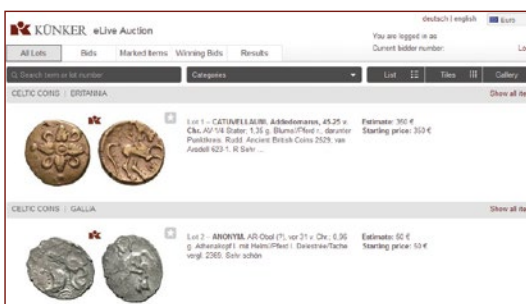 deutsch | english Euro
KÜNKER eLive Auction
You are logged in as
Current bidder number: Lo
All Lots Bids Marked Items Winning Bids Results
Search term or lot number Categories List Tiles Gallery
CELTIC COINS | BRITANNIA Show all ite
Lot 1 – CATUVELLAUNI. Addedomarus, 45-25 v.
Chr. AV-1/4 Stater; 1,35 g. Blume//Pferd r., darunter
Punktkreis. Rudd, Ancient British Coins 2529; van
Arsdell 623-1. R Sehr ...
Estimate: 350 €
Starting price: 350 €
CELTIC COINS | GALLIA Show all ite
Lot 2 – ANONYM. AR-Obol (?), vor 31 v. Chr.; 0,96
g. Athenakopf l. mit Helm//Pferd l. Delestrée/Tache
vergl. 2365. Sehr schön
Estimate: 60 €
Starting price: 50 €